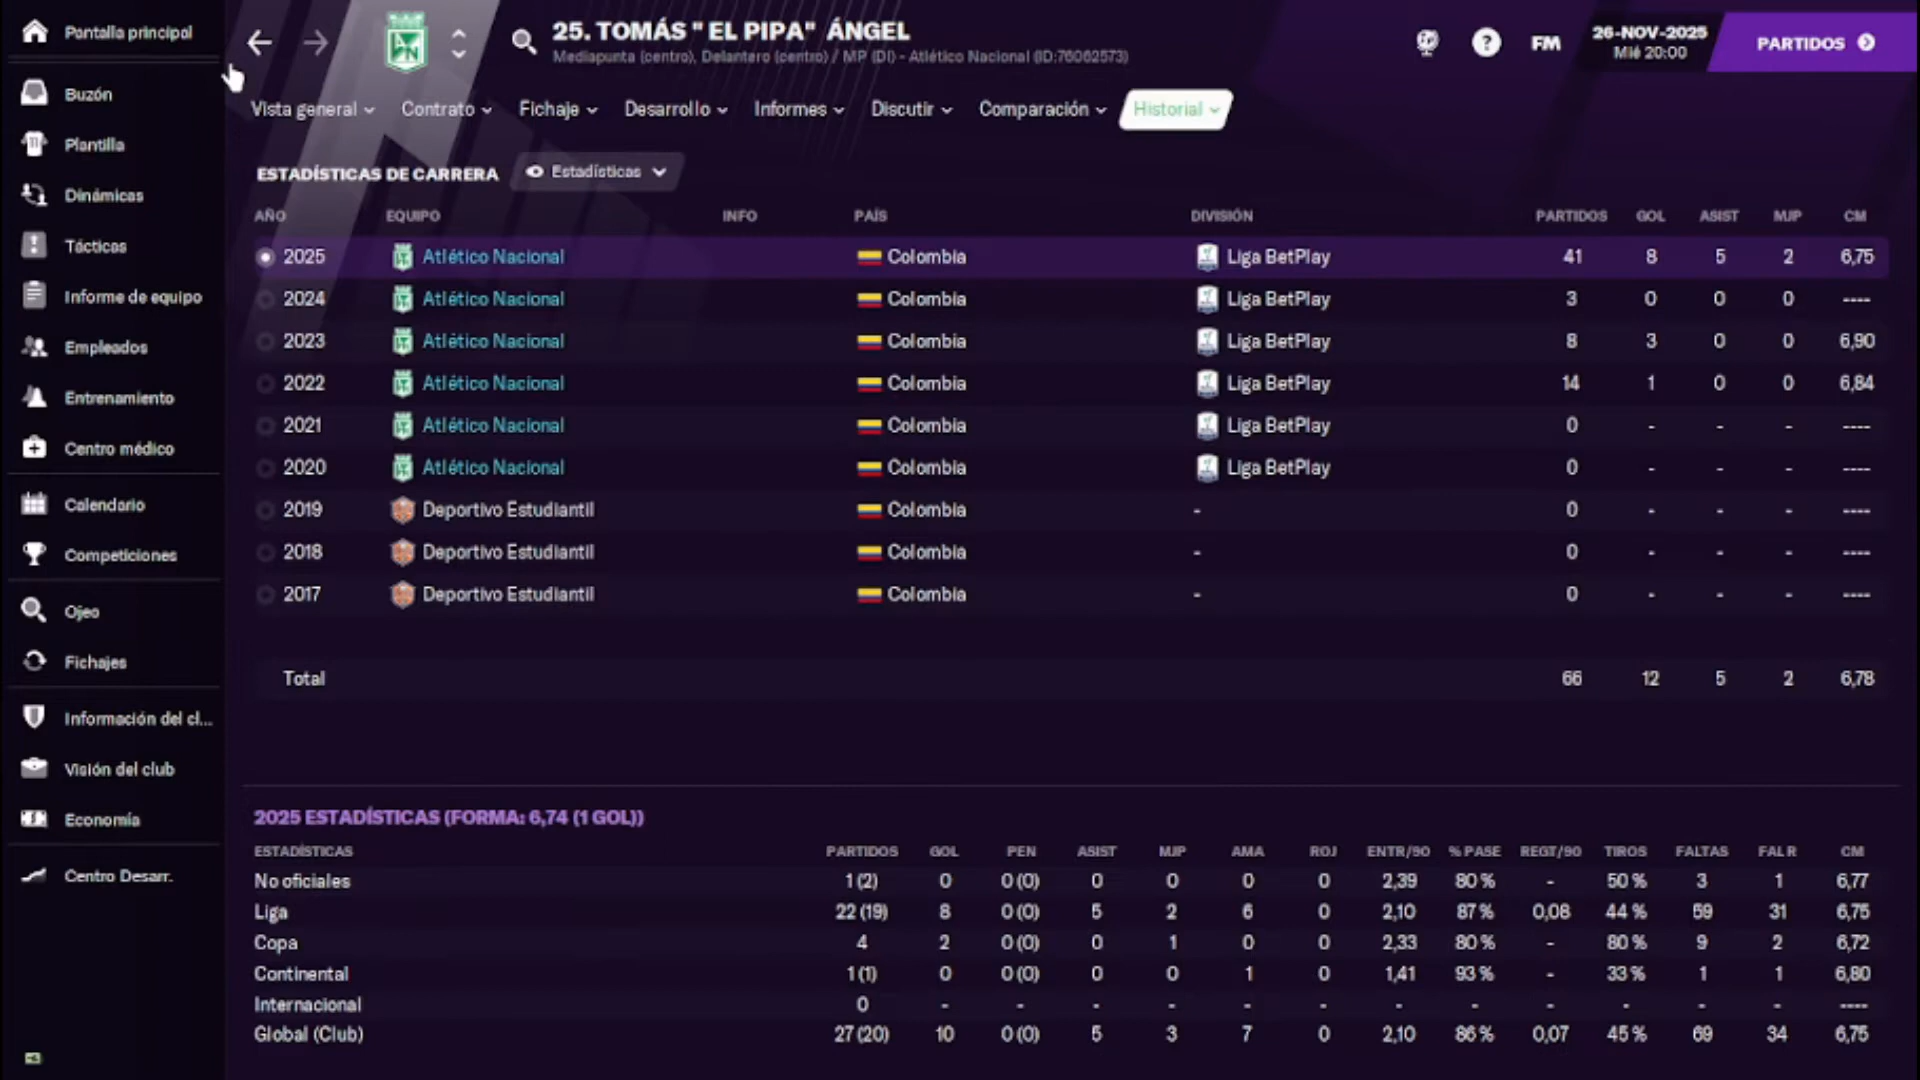 Pantalla principal
Buzón
Plantilla
Dinámicas
Tácticas
Informe de equipo
Empleados
Entrenamiento
Centro médico
Calendario
Competiciones
Ojeo
Fichajes
Información del cl...
Visión del club
Economía
Centro Desarr.
25. TOMÁS " EL PIPA" ÁNGEL
Mediapunta (centro), Delantero (centro) / MP (DI) - Atlético Nacional (ID:76062573)
FM
26-NOV-2025
Mié 20:00
PARTIDOS
Vista general Contrato Fichaje Desarrollo Informes Discutir Comparación Historial
ESTADÍSTICAS DE CARRERA Estadísticas
AÑO EQUIPO INFO PAÍS DIVISIÓN PARTIDOS GOL ASIST MJP CM
2025 Atlético Nacional Colombia Liga BetPlay 41 8 5 2 6,75
2024 Atlético Nacional Colombia Liga BetPlay 3 0 0 0 ----
2023 Atlético Nacional Colombia Liga BetPlay 8 3 0 0 6,90
2022 Atlético Nacional Colombia Liga BetPlay 14 1 0 0 6,84
2021 Atlético Nacional Colombia Liga BetPlay 0 - - - ----
2020 Atlético Nacional Colombia Liga BetPlay 0 - - - ----
2019 Deportivo Estudiantil Colombia - 0 - - - ----
2018 Deportivo Estudiantil Colombia - 0 - - - ----
2017 Deportivo Estudiantil Colombia - 0 - - - ----
Total 66 12 5 2 6,78
2025 ESTADÍSTICAS (FORMA: 6,74 (1 GOL))
ESTADÍSTICAS PARTIDOS GOL PEN ASIST MJP AMA ROJ ENTR/90 % PASE REGT/90 TIROS FALTAS FAL R CM
No oficiales 1 (2) 0 0 (0) 0 0 0 0 2,39 80 % - 50 % 3 1 6,77
Liga 22 (19) 8 0 (0) 5 2 6 0 2,10 87 % 0,08 44 % 59 31 6,75
Copa 4 2 0 (0) 0 1 0 0 2,33 80 % - 80 % 9 2 6,72
Continental 1 (1) 0 0 (0) 0 0 1 0 1,41 93 % - 33 % 1 1 6,80
Internacional 0 - - - - - - - - - - - - ----
Global (Club) 27 (20) 10 0 (0) 5 3 7 0 2,10 86 % 0,07 45 % 69 34 6,75